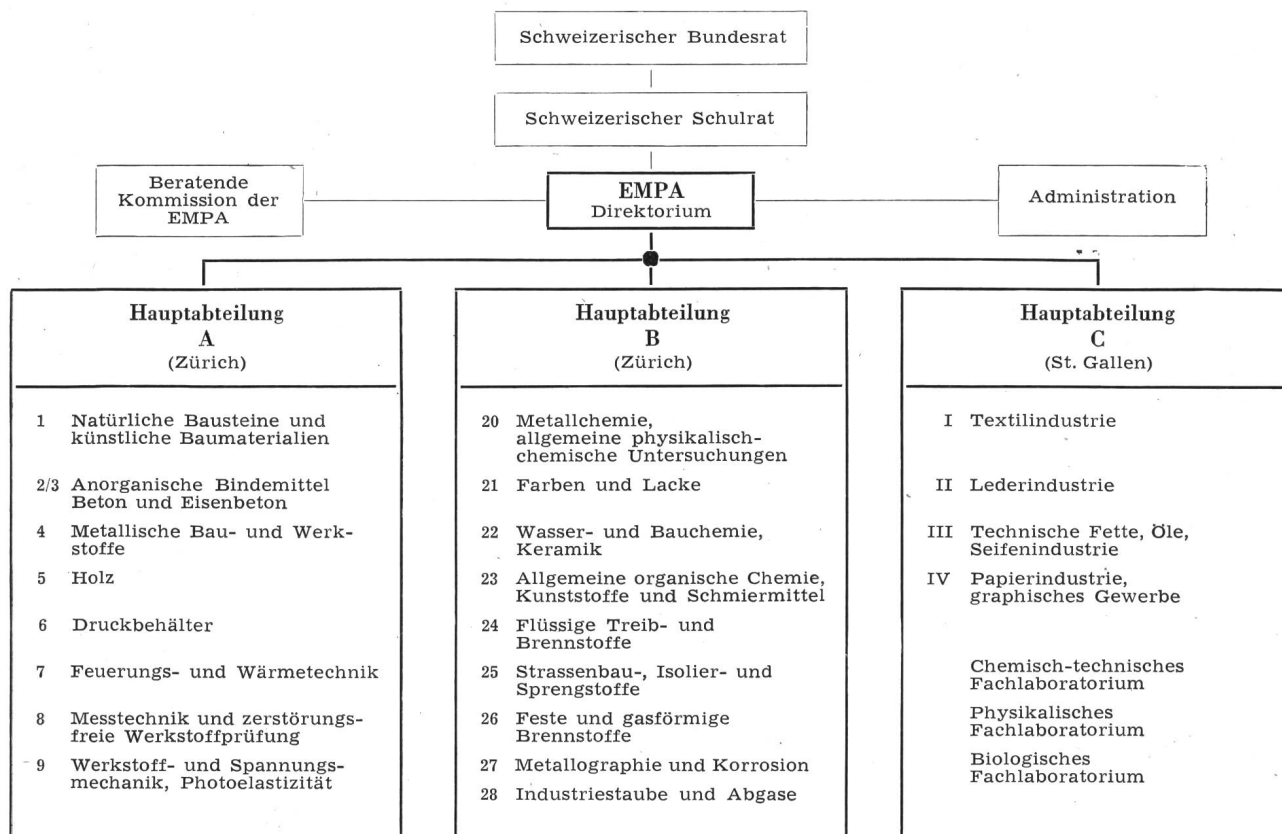 Schweizerischer Bundesrat
Schweizerischer Schulrat
Beratende
Kommission der
EMPA
EMPA
Direktorium
Administration
Hauptabteilung
A
(Zürich)
1 Natürliche Bausteine und
künstliche Baumaterialien
2/3 Anorganische Bindemittel
Beton und Eisenbeton
4 Metallische Bau- und Werk-
stoffe
5 Holz
6 Druckbehälter
7 Feuerungs- und Wärmetechnik
8 Messtechnik und zerstörungs-
freie Werkstoffprüfung
9 Werkstoff- und Spannungs-
mechanik, Photoelastizität
Hauptabteilung
B
(Zürich)
20 Metallchemie,
allgemeine physikalisch-
chemische Untersuchungen
21 Farben und Lacke
22 Wasser- und Bauchemie,
Keramik
23 Allgemeine organische Chemie,
Kunststoffe und Schmiermittel
24 Flüssige Treib- und
Brennstoffe
25 Strassenbau-, Isolier- und
Sprengstoffe
26 Feste und gasförmige
Brennstoffe
27 Metallographie und Korrosion
28 Industriestaube und Abgase
Hauptabteilung
C
(St. Gallen)
I Textilindustrie
II Lederindustrie
III Technische Fette, Öle,
Seifenindustrie
IV Papierindustrie,
graphisches Gewerbe
Chemisch-technisches
Fachlaboratorium
Physikalisches
Fachlaboratorium
Biologisches
Fachlaboratorium